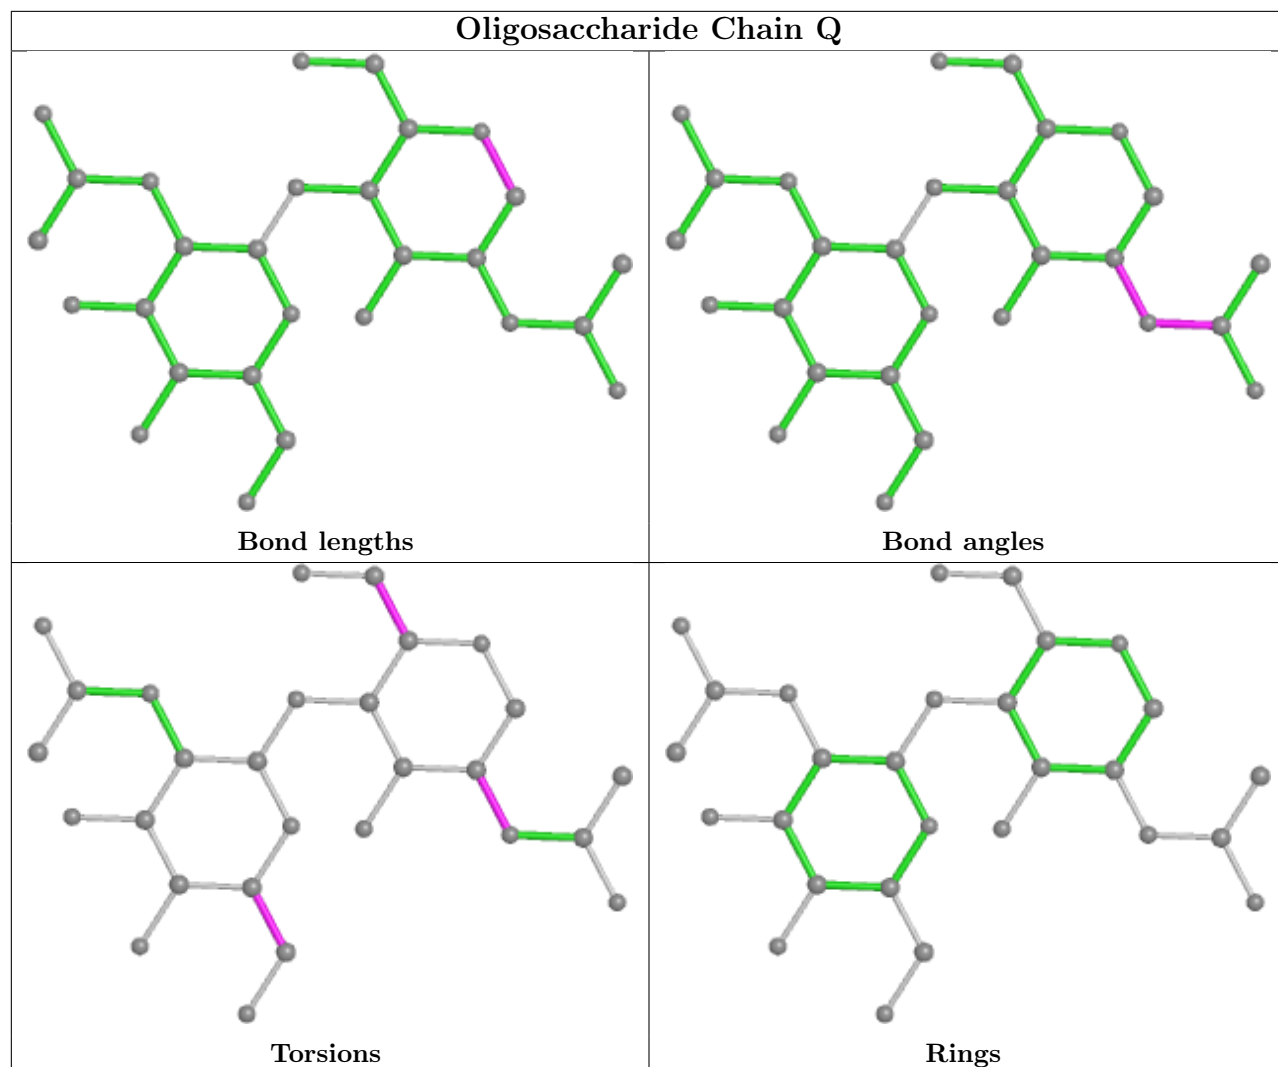 Oligosaccharide Chain Q
Bond lengths
Bond angles
Torsions
Rings